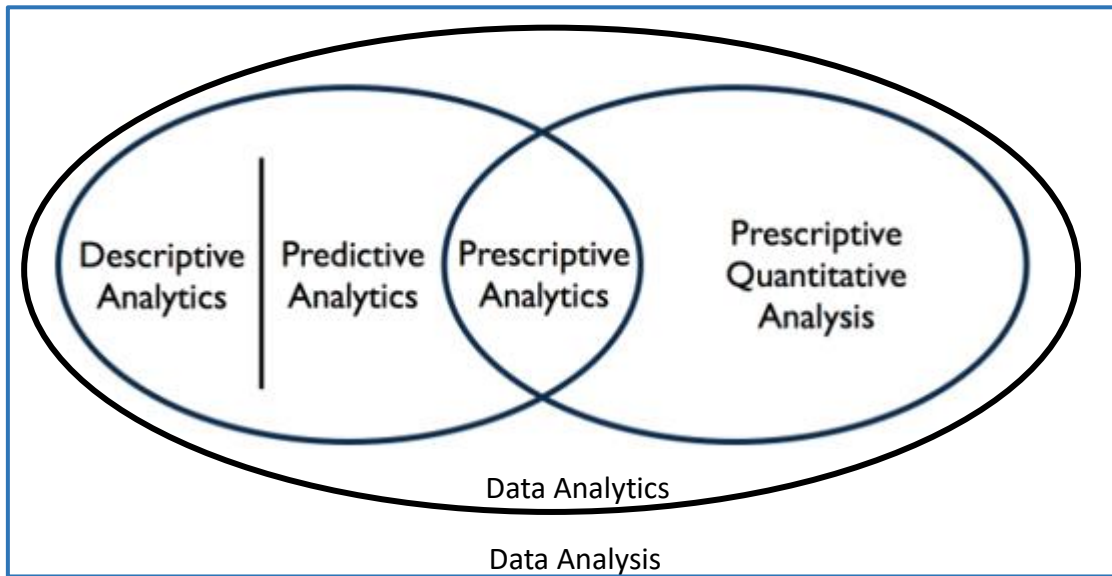 Descriptive
Analytics
Predictive
Analytics
Prescriptive
Analytics
Prescriptive
Quantitative
Analysis
Data Analytics
Data Analysis